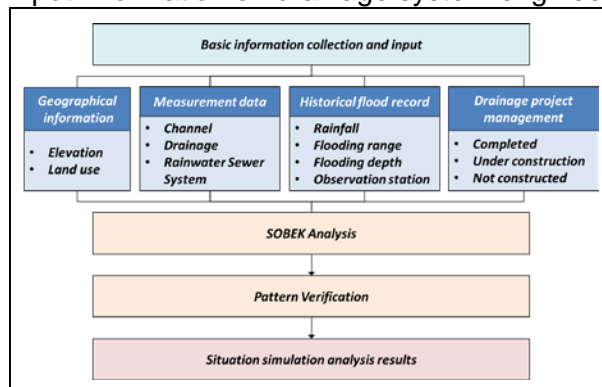 Basic information collection and input
Geographical information
• Elevation
• Land use
Measurement data
• Channel
• Drainage
• Rainwater Sewer System
Historical flood record
• Rainfall
• Flooding range
• Flooding depth
• Observation station
Drainage project management
• Completed
• Under construction
• Not constructed
SOBEK Analysis
Pattern Verification
Situation simulation analysis results